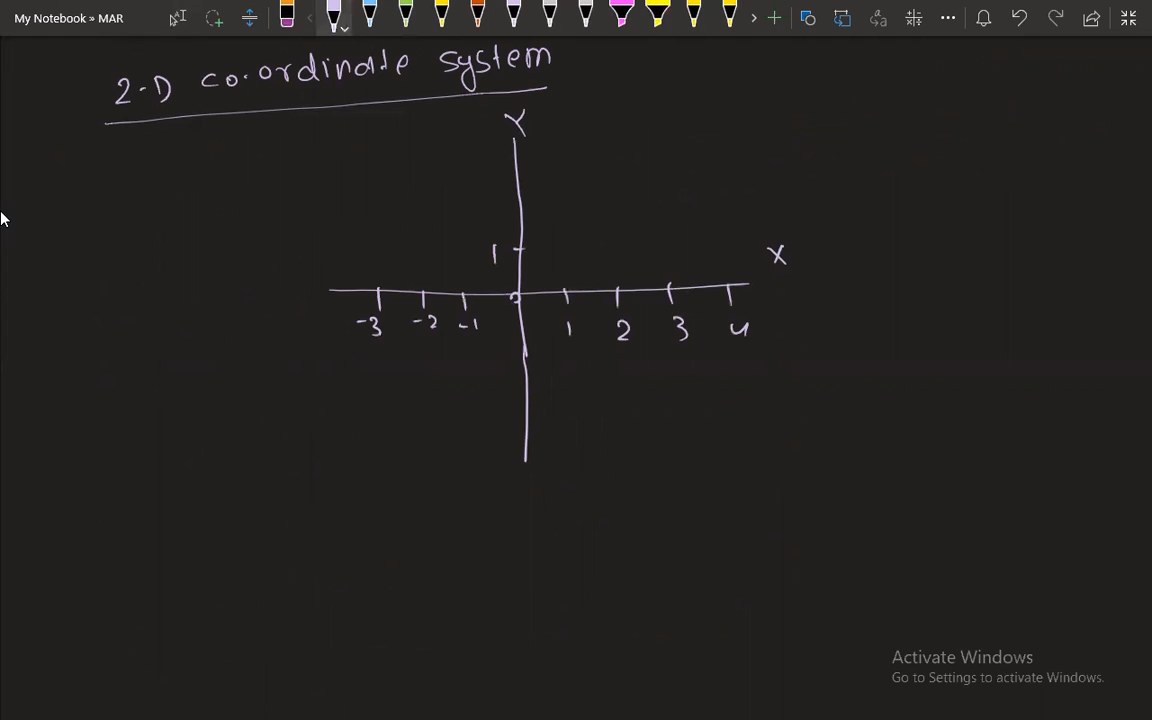 My Notebook » MAR
2-D co-ordinate system
Y
1
X
0
-3 -2 -1 1 2 3 4
Activate Windows
Go to Settings to activate Windows.